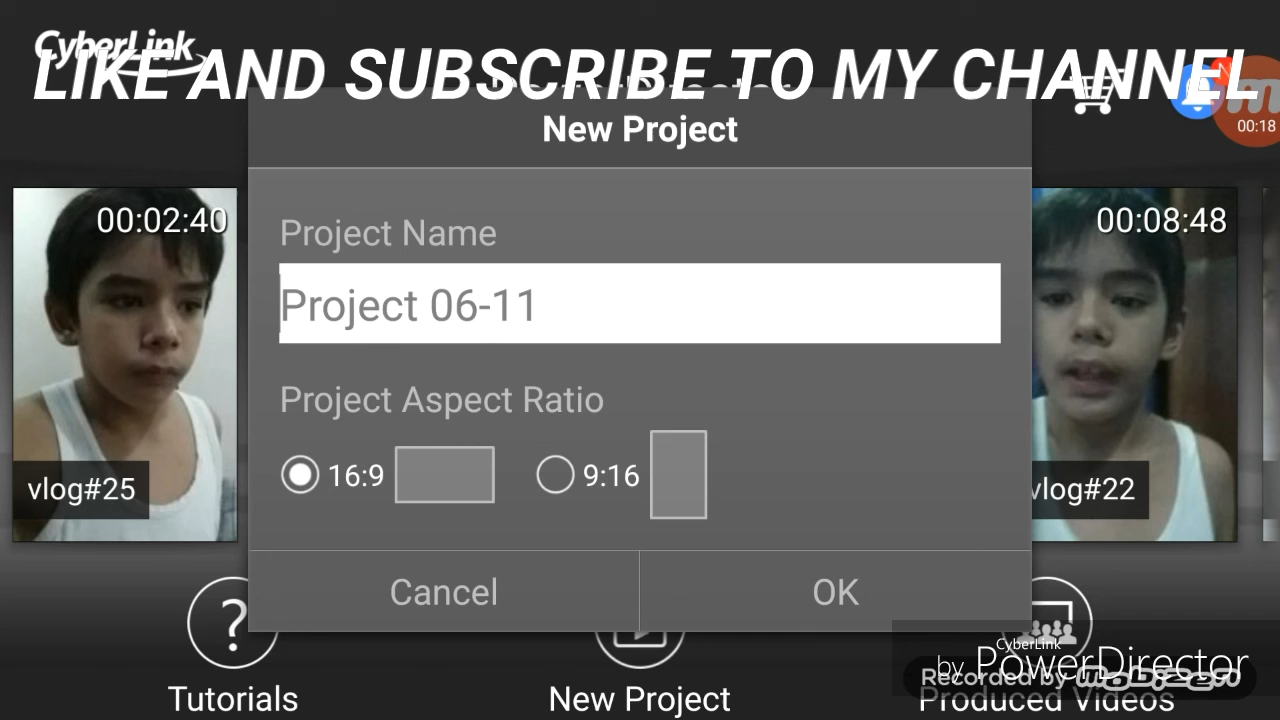 CyberLink
LIKE AND SUBSCRIBE TO MY CHANNEL
N
00:18
New Project
00:02:40
00:08:48
Project Name
Project 06-11
Project Aspect Ratio
16:9
9:16
vlog#25
vlog#22
Cancel
OK
?
CyberLink
by PowerDirector
Recorded by mobizen
Tutorials
New Project
Produced Videos